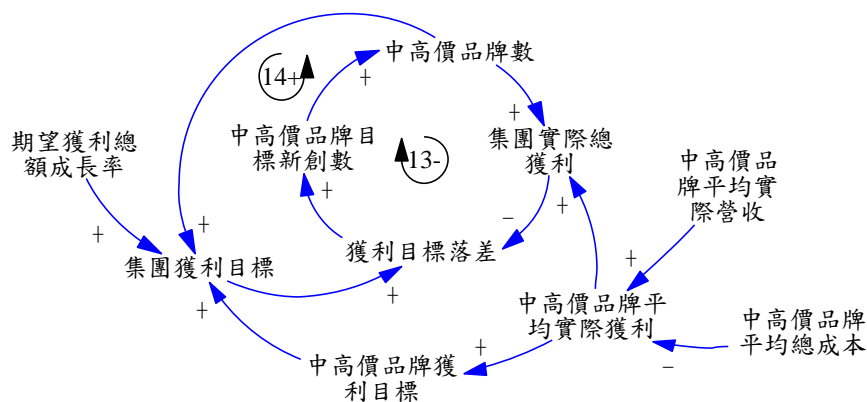 中高價品牌數
+
14+
+
中高價品牌目
標新創數
13-
+
集團實際總
獲利
期望獲利總
額成長率
中高價品
牌平均實
際營收
+
+
–
+
+
集團獲利目標
獲利目標落差
+
+
+
中高價品牌平
均實際獲利
中高價品牌
平均總成本
–
+
中高價品牌獲
利目標